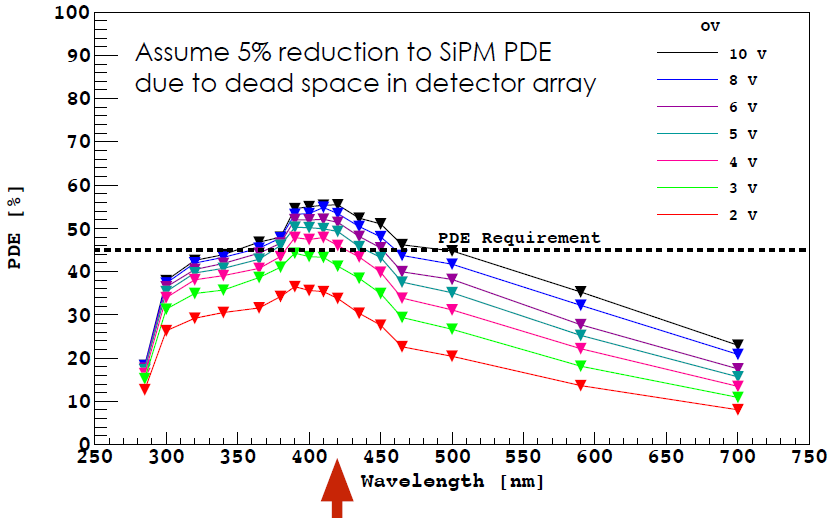 100
90
80
70
60
50
40
30
20
10
0
PDE [%]
Assume 5% reduction to SiPM PDE
due to dead space in detector array
OV
10 V
8 V
6 V
5 V
4 V
3 V
2 V
PDE Requirement
250 300 350 400 450 500 550 600 650 700 750
Wavelength [nm]